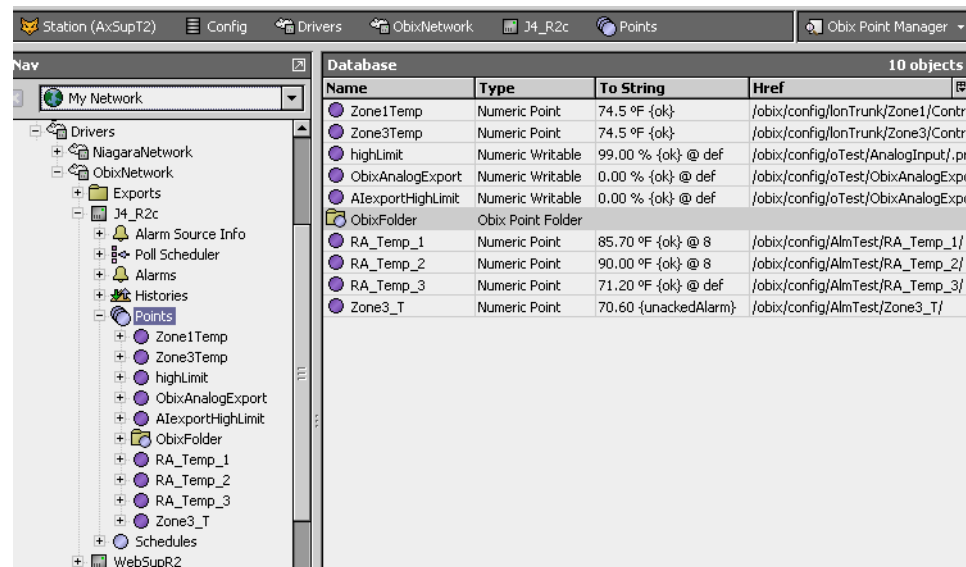 Station (AxSupT2) Config Drivers ObixNetwork J4_R2c Points Obix Point Manager
Nav
My Network
Drivers
NiagaraNetwork
ObixNetwork
Exports
J4_R2c
Alarm Source Info
Poll Scheduler
Alarms
Histories
Points
Zone1Temp
Zone3Temp
highLimit
ObixAnalogExport
AIexportHighLimit
ObixFolder
RA_Temp_1
RA_Temp_2
RA_Temp_3
Zone3_T
Schedules
WebSupR2
Database 10 objects
Name Type To String Href
Zone1Temp Numeric Point 74.5 ºF {ok} /obix/config/lonTrunk/Zone1/Contr
Zone3Temp Numeric Point 74.5 ºF {ok} /obix/config/lonTrunk/Zone3/Contr
highLimit Numeric Writable 99.00 % {ok} @ def /obix/config/oTest/AnalogInput/.pr
ObixAnalogExport Numeric Writable 0.00 % {ok} @ def /obix/config/oTest/ObixAnalogExpo
AIexportHighLimit Numeric Writable 0.00 % {ok} @ def /obix/config/oTest/ObixAnalogExpo
ObixFolder Obix Point Folder
RA_Temp_1 Numeric Point 85.70 ºF {ok} @ 8 /obix/config/AlmTest/RA_Temp_1/
RA_Temp_2 Numeric Point 90.00 ºF {ok} @ 8 /obix/config/AlmTest/RA_Temp_2/
RA_Temp_3 Numeric Point 71.20 ºF {ok} @ def /obix/config/AlmTest/RA_Temp_3/
Zone3_T Numeric Point 70.60 {unackedAlarm} /obix/config/AlmTest/Zone3_T/